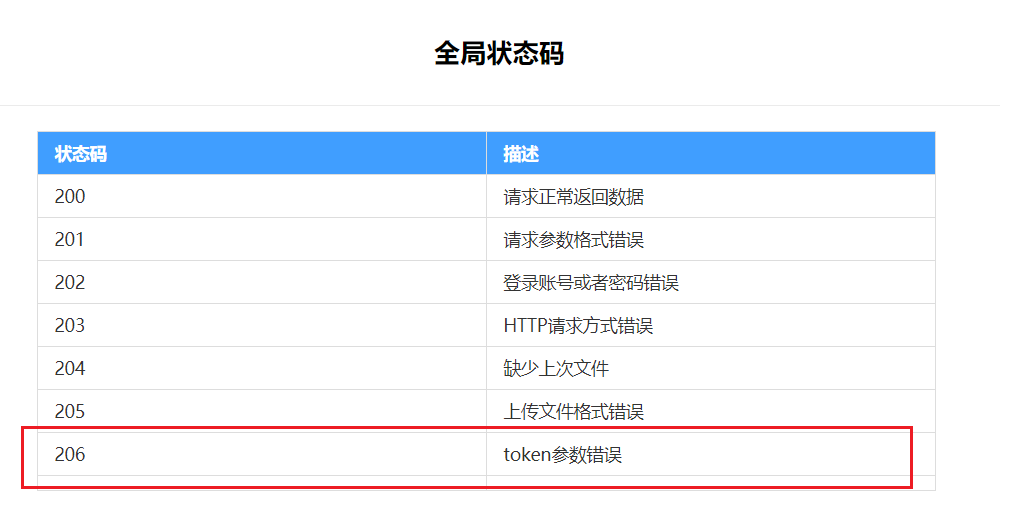 全局状态码
状态码 描述
200 请求正常返回数据
201 请求参数格式错误
202 登录账号或者密码错误
203 HTTP请求方式错误
204 缺少上次文件
205 上传文件格式错误
206 token参数错误